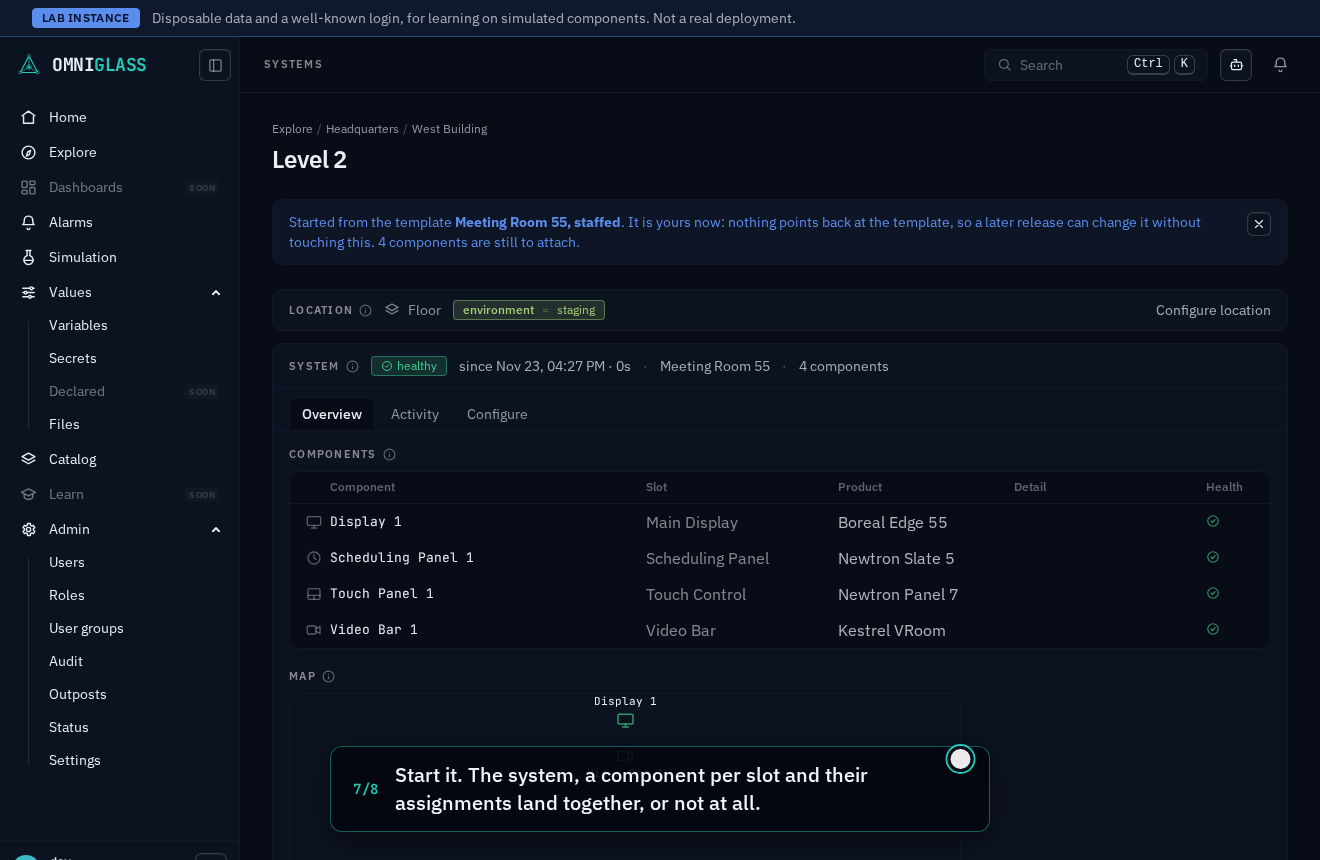 LAB INSTANCE Disposable data and a well-known login, for learning on simulated components. Not a real deployment.
OMNIGLASS
SYSTEMS
Search Ctrl K
Home
Explore
Dashboards SOON
Alarms
Simulation
Values
Variables
Secrets
Declared SOON
Files
Catalog
Learn SOON
Admin
Users
Roles
User groups
Audit
Outposts
Status
Settings
Explore / Headquarters / West Building
Level 2
Started from the template Meeting Room 55, staffed. It is yours now: nothing points back at the template, so a later release can change it without
touching this. 4 components are still to attach.
LOCATION Floor environment = staging Configure location
SYSTEM healthy since Nov 23, 04:27 PM · 0s · Meeting Room 55 · 4 components
Overview Activity Configure
COMPONENTS
Component Slot Product Detail Health
Display 1 Main Display Boreal Edge 55
Scheduling Panel 1 Scheduling Panel Newtron Slate 5
Touch Panel 1 Touch Control Newtron Panel 7
Video Bar 1 Video Bar Kestrel VRoom
MAP
Display 1
7/8 Start it. The system, a component per slot and their
assignments land together, or not at all.